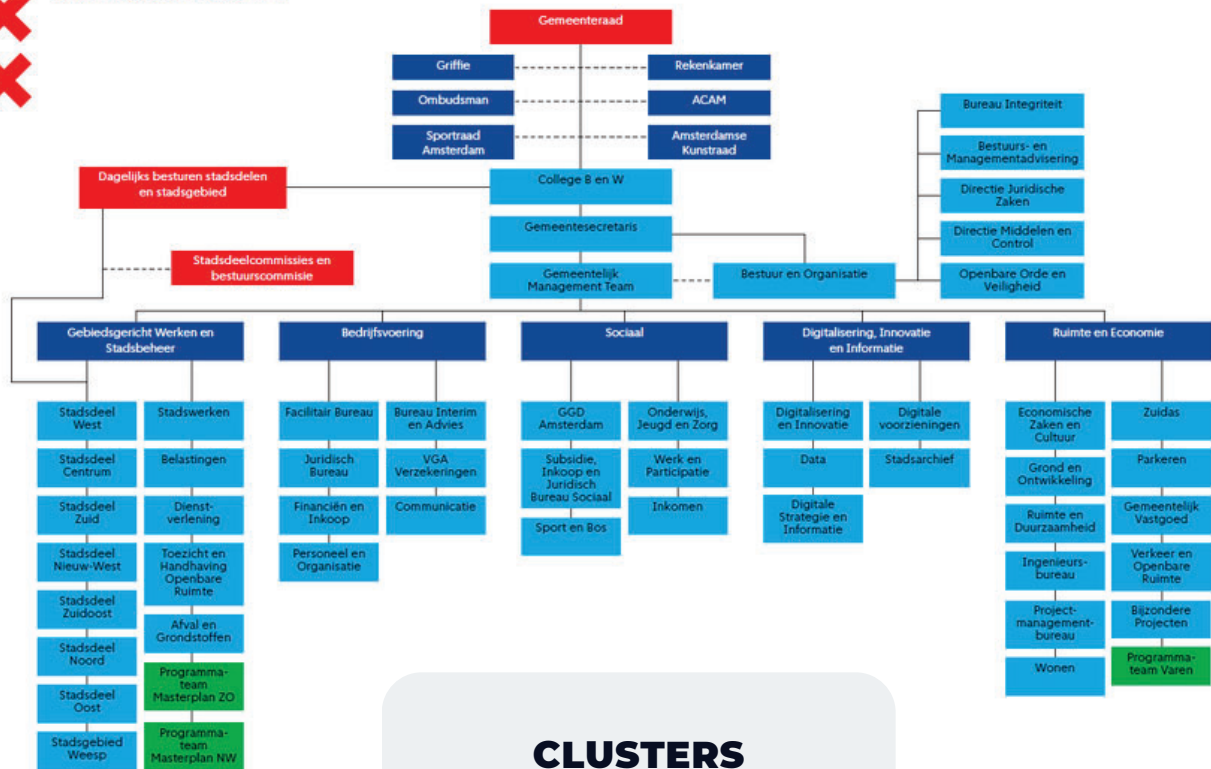 Gemeenteraad
Griffie
Rekenkamer
Ombudsman
ACAM
Sportraad
Amsterdam
Amsterdamse
Kunstraad
Bureau Integriteit
Bestuurs- en
Managementadvisering
Directie Juridische
Zaken
Directie Middelen en
Control
Openbare Orde en
Veiligheid
Dagelijks besturen stadsdelen
en stadsgebied
College B en W
Gemeentesecretaris
Stadsdeelcommissies en
bestuurscommisie
Gemeentelijk
Management Team
Bestuur en Organisatie
Gebiedsgericht Werken en
Stadsbeheer
Stadsdeel
West
Stadsdeel
Centrum
Stadsdeel
Zuid
Stadsdeel
Nieuw-West
Stadsdeel
Zuidoost
Stadsdeel
Noord
Stadsdeel
Oost
Stadsgebied
Weesp
Stadswerken
Belastingen
Dienst-
verlening
Toezicht en
Handhaving
Openbare
Ruimte
Afval en
Grondstoffen
Programma-
team
Masterplan ZO
Programma-
team
Masterplan NW
Bedrijfsvoering
Facilitair Bureau
Juridisch
Bureau
Financiën en
Inkoop
Personeel en
Organisatie
Bureau Interim
en Advies
VGA
Verzekeringen
Communicatie
Sociaal
GGD
Amsterdam
Subsidie,
Inkoop en
Juridisch
Bureau Sociaal
Sport en Bos
Onderwijs,
Jeugd en Zorg
Werk en
Participatie
Inkomen
Digitalisering, Innovatie
en Informatie
Digitalisering
en Innovatie
Data
Digitale
Strategie en
Informatie
Digitale
voorzieningen
Stadsarchief
Ruimte en Economie
Economische
Zaken en
Cultuur
Grond en
Ontwikkeling
Ruimte en
Duurzaamheid
Ingenieurs-
bureau
Project-
management-
bureau
Wonen
Zuidas
Parkeren
Gemeentelijk
Vastgoed
Verkeer en
Openbare
Ruimte
Bijzondere
Projecten
Programma-
team Varen
CLUSTERS